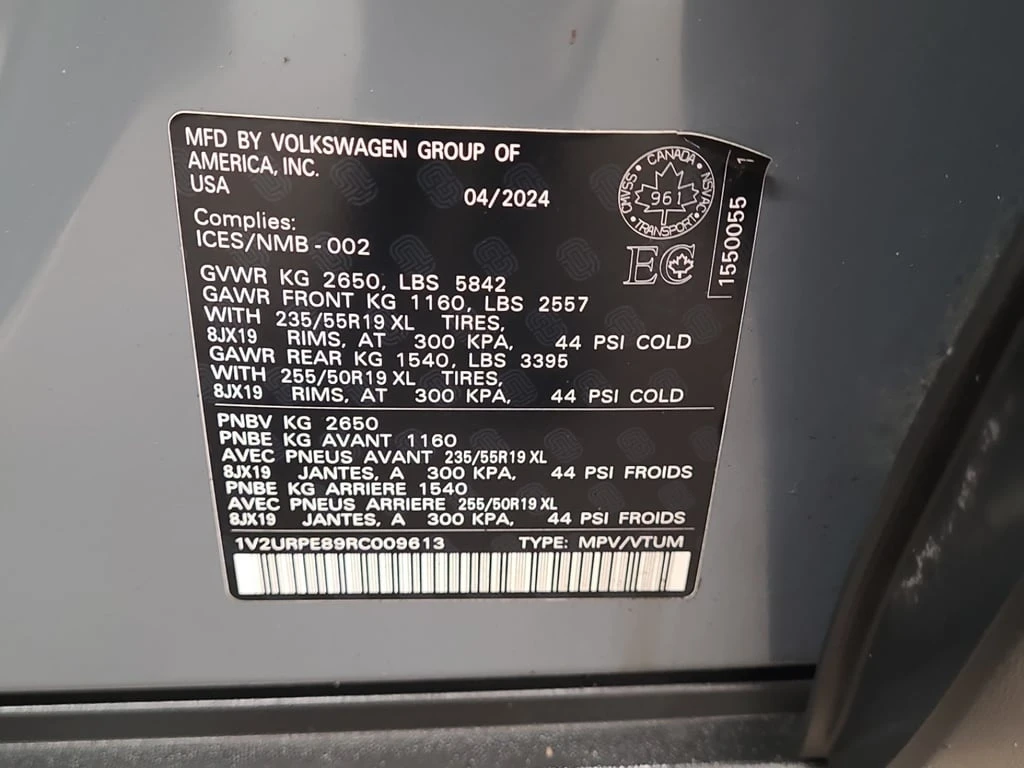 MFD BY VOLKSWAGEN GROUP OF
AMERICA, INC.
USA
04/2024
Complies:
ICES/NMB-002
CANADA
CMVSS
NSVAC
961
TRANSPORT
EC
1550055 1
GVWR KG 2650, LBS 5842
GAWR FRONT KG 1160, LBS 2557
WITH 235/55R19 XL TIRES,
8JX19 RIMS, AT 300 KPA, 44 PSI COLD
GAWR REAR KG 1540, LBS 3395
WITH 255/50R19 XL TIRES,
8JX19 RIMS, AT 300 KPA, 44 PSI COLD
PNBV KG 2650
PNBE KG AVANT 1160
AVEC PNEUS AVANT 235/55R19 XL
8JX19 JANTES, A 300 KPA, 44 PSI FROIDS
PNBE KG ARRIERE 1540
AVEC PNEUS ARRIERE 255/50R19 XL
8JX19 JANTES, A 300 KPA, 44 PSI FROIDS
1V2URPE89RC009613 TYPE: MPV/VTUM